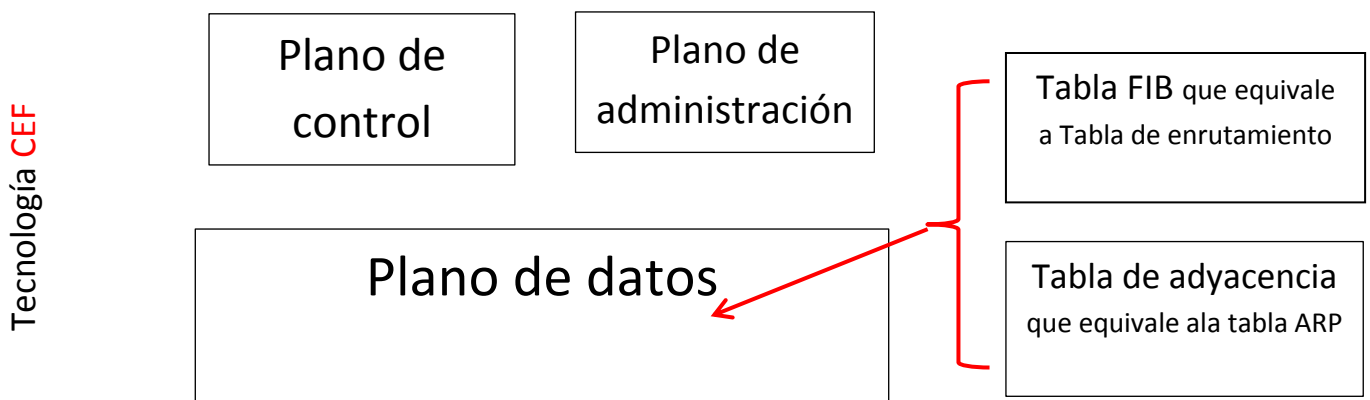 Tecnología CEF
Plano de
control
Plano de
administración
Tabla FIB que equivale
a Tabla de enrutamiento
Plano de datos
Tabla de adyacencia
que equivale ala tabla ARP